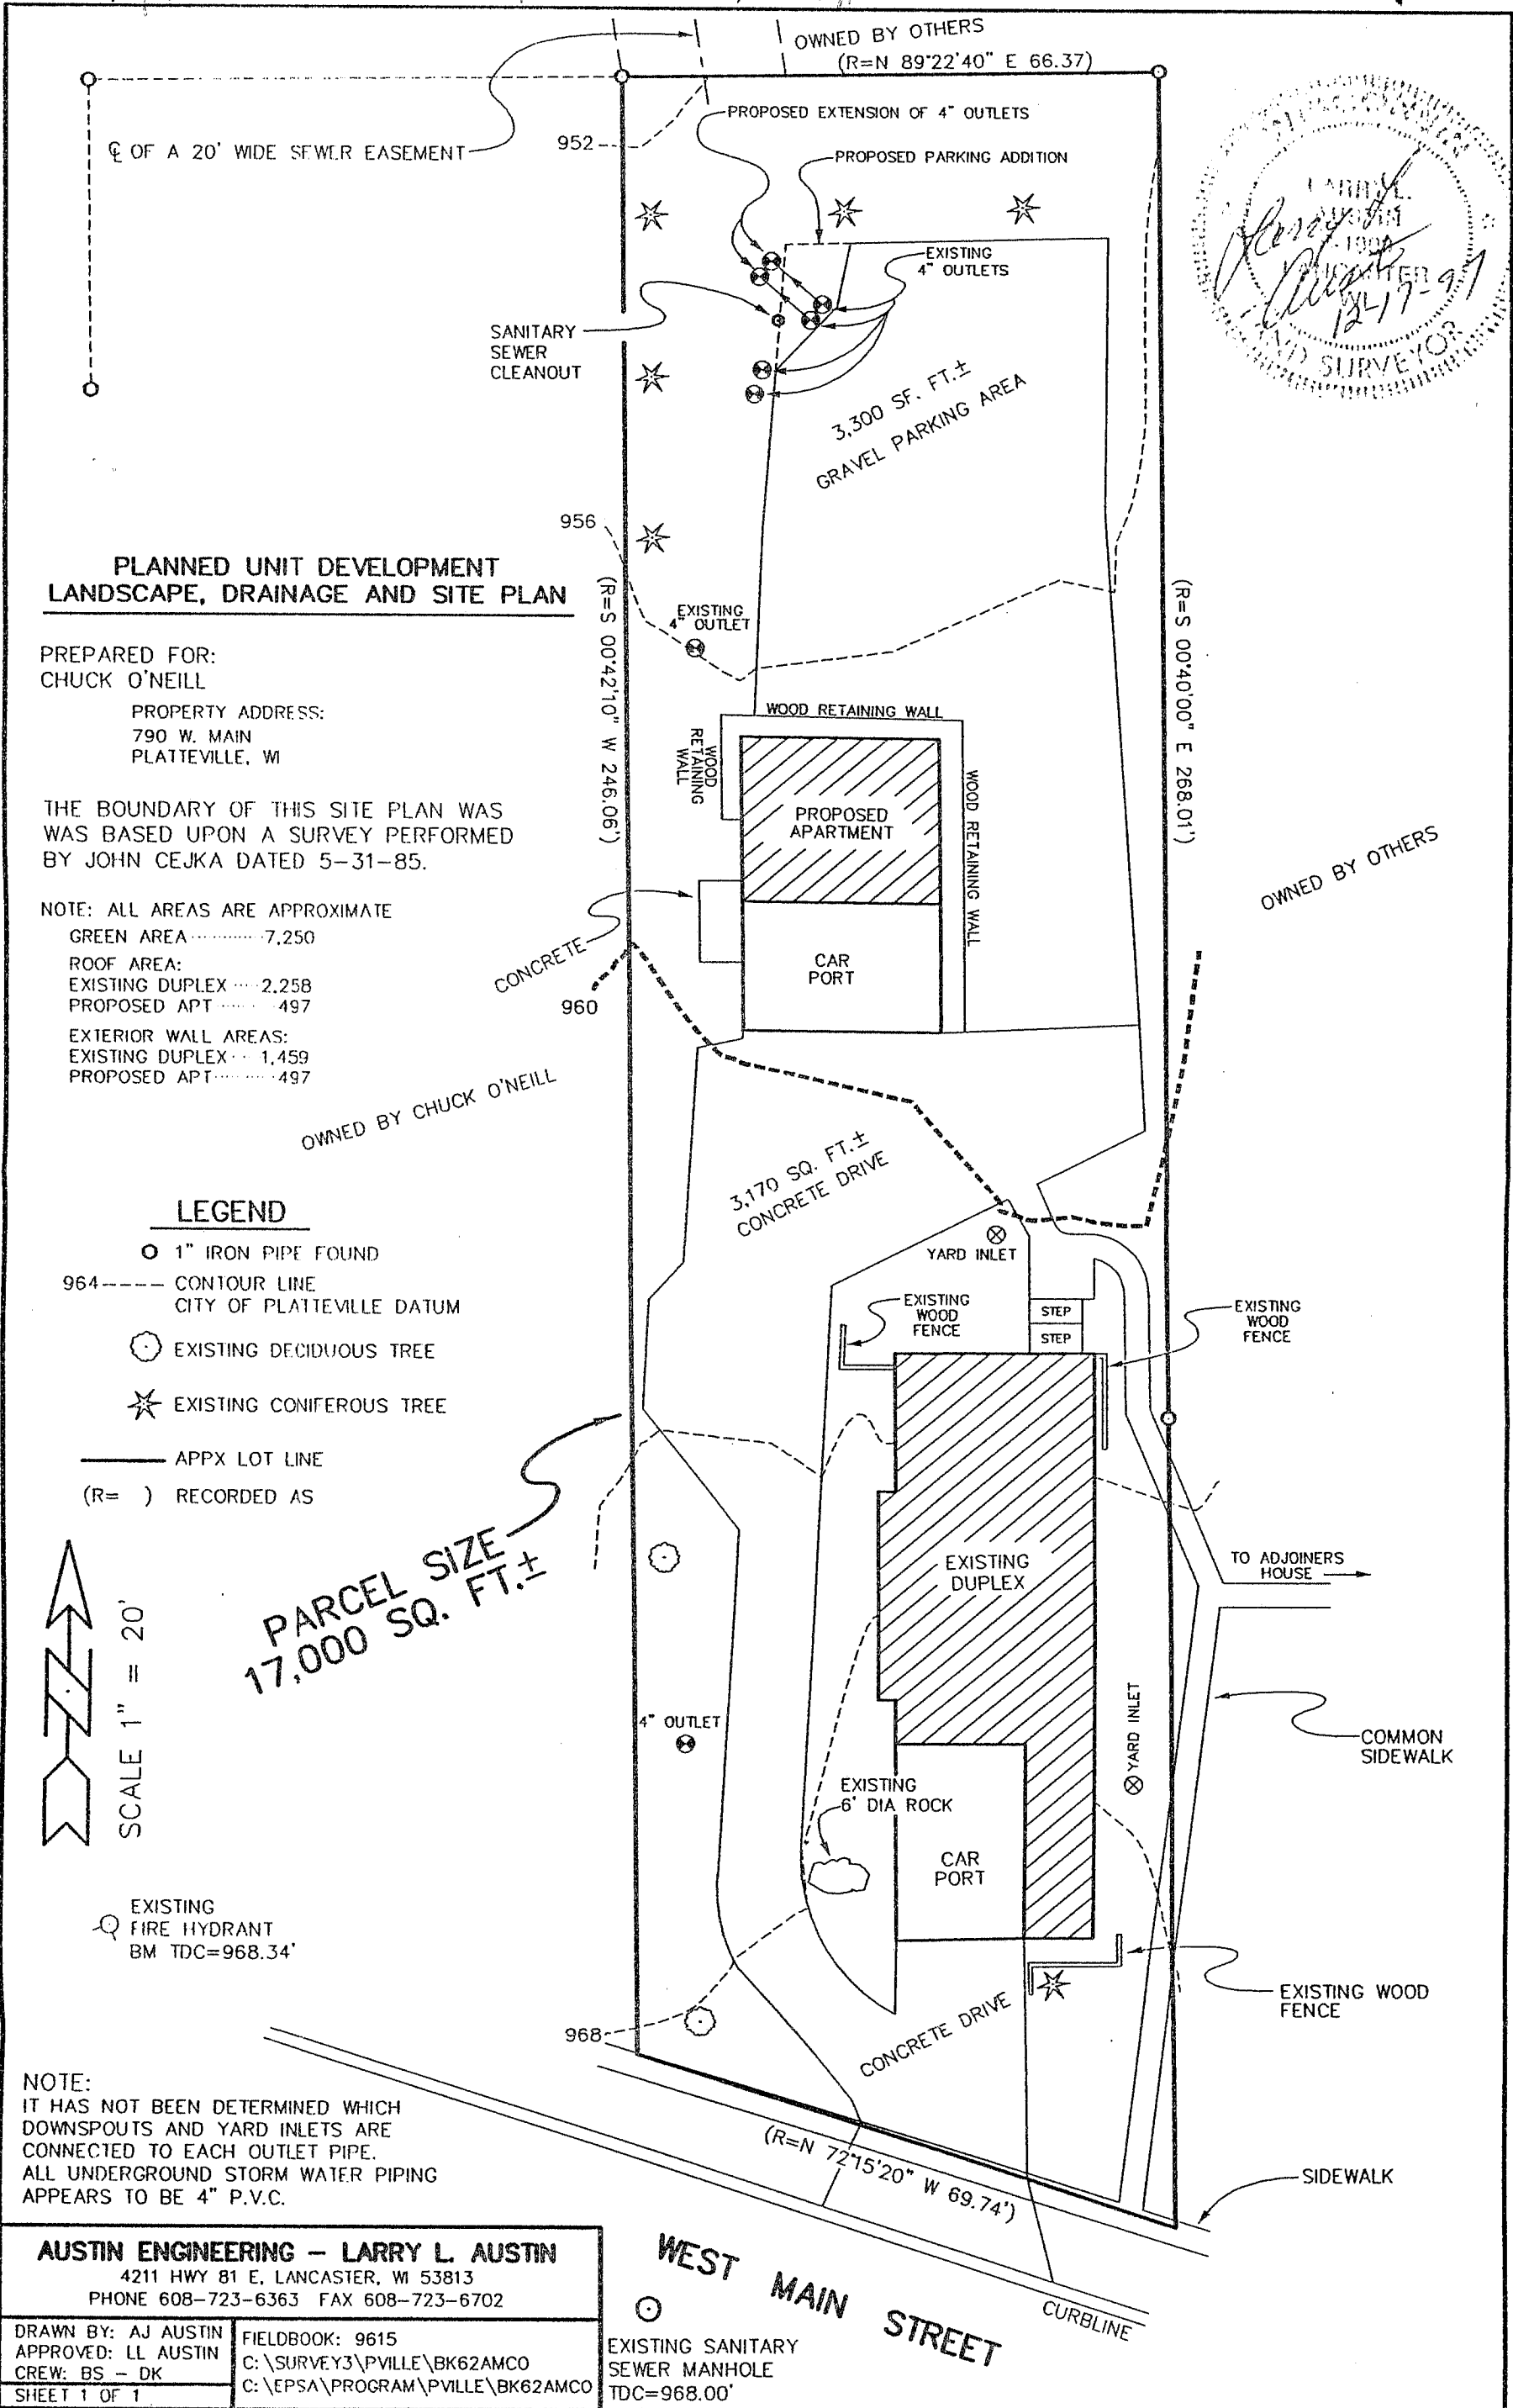 OWNED BY OTHERS
(R=N 89°22'40" E 66.37)
℄ OF A 20' WIDE SEWER EASEMENT
952
PROPOSED EXTENSION OF 4" OUTLETS
PROPOSED PARKING ADDITION
EXISTING
4" OUTLETS
SANITARY
SEWER
CLEANOUT
3,300 SF. FT.±
GRAVEL PARKING AREA
LARRY L.
AUSTIN
LANCASTER
LAND SURVEYOR
Larry L
Austin
12-17-97
956
PLANNED UNIT DEVELOPMENT
LANDSCAPE, DRAINAGE AND SITE PLAN
PREPARED FOR:
CHUCK O'NEILL
PROPERTY ADDRESS:
790 W. MAIN
PLATTEVILLE, WI
THE BOUNDARY OF THIS SITE PLAN WAS
WAS BASED UPON A SURVEY PERFORMED
BY JOHN CEJKA DATED 5-31-85.
NOTE: ALL AREAS ARE APPROXIMATE
GREEN AREA ........... 7,250
ROOF AREA:
EXISTING DUPLEX .... 2,258
PROPOSED APT ...... 497
EXTERIOR WALL AREAS:
EXISTING DUPLEX .. 1,459
PROPOSED APT ........ 497
(R=S 00°42'10" W 246.06')
(R=S 00°40'00" E 268.01')
EXISTING
4" OUTLET
WOOD RETAINING WALL
WOOD
RETAINING
WALL
WOOD RETAINING WALL
PROPOSED
APARTMENT
CAR
PORT
CONCRETE
960
OWNED BY OTHERS
OWNED BY CHUCK O'NEILL
3,170 SQ. FT.±
CONCRETE DRIVE
YARD INLET
LEGEND
1" IRON PIPE FOUND
964----- CONTOUR LINE
CITY OF PLATTEVILLE DATUM
EXISTING DECIDUOUS TREE
EXISTING CONIFEROUS TREE
APPX LOT LINE
(R= ) RECORDED AS
EXISTING
WOOD
FENCE
STEP
STEP
EXISTING
WOOD
FENCE
PARCEL SIZE
17,000 SQ. FT.±
EXISTING
DUPLEX
TO ADJOINERS
HOUSE
N
SCALE 1" = 20'
4" OUTLET
YARD INLET
COMMON
SIDEWALK
EXISTING
6' DIA ROCK
CAR
PORT
EXISTING
FIRE HYDRANT
BM TDC=968.34'
EXISTING WOOD
FENCE
968
CONCRETE DRIVE
NOTE:
IT HAS NOT BEEN DETERMINED WHICH
DOWNSPOUTS AND YARD INLETS ARE
CONNECTED TO EACH OUTLET PIPE.
ALL UNDERGROUND STORM WATER PIPING
APPEARS TO BE 4" P.V.C.
(R=N 72°15'20" W 69.74')
SIDEWALK
WEST MAIN STREET
CURBLINE
EXISTING SANITARY
SEWER MANHOLE
TDC=968.00'
AUSTIN ENGINEERING – LARRY L. AUSTIN
4211 HWY 81 E, LANCASTER, WI 53813
PHONE 608-723-6363 FAX 608-723-6702
DRAWN BY: AJ AUSTIN
APPROVED: LL AUSTIN
CREW: BS – DK
SHEET 1 OF 1
FIELDBOOK: 9615
C:\SURVEY3\PVILLE\BK62AMCO
C:\EPSA\PROGRAM\PVILLE\BK62AMCO